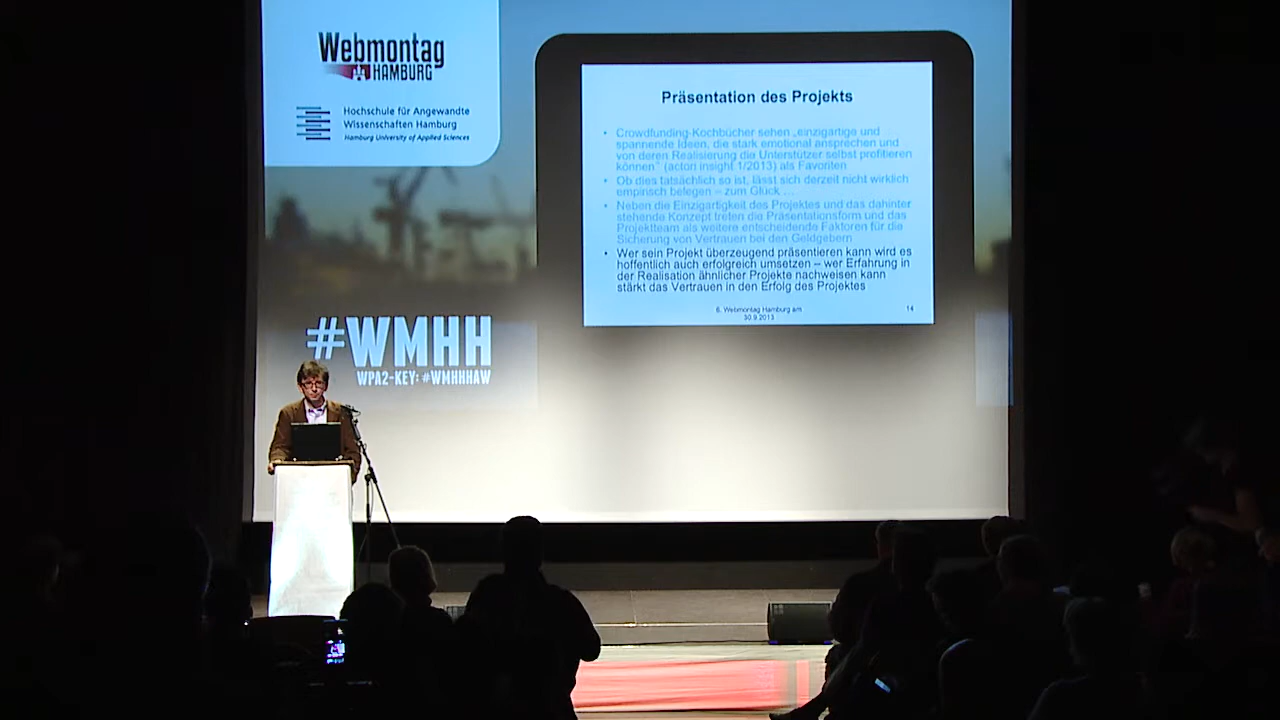 Webmontag
HAMBURG
Hochschule für Angewandte
Wissenschaften Hamburg
Hamburg University of Applied Sciences
#WMHH
WPA2-KEY: #WMHHHAW
Präsentation des Projekts
• Crowdfunding-Kochbücher sehen „einzigartige und
spannende Ideen, die stark emotional ansprechen und
von deren Realisierung die Unterstützer selbst profitieren
können“ (actori insight 1/2013) als Favoriten
• Ob dies tatsächlich so ist, lässt sich derzeit nicht wirklich
empirisch belegen – zum Glück …
• Neben die Einzigartigkeit des Projektes und das dahinter
stehende Konzept treten die Präsentationsform und das
Projektteam als weitere entscheidende Faktoren für die
Sicherung von Vertrauen bei den Geldgebern
• Wer sein Projekt überzeugend präsentieren kann wird es
hoffentlich auch erfolgreich umsetzen – wer Erfahrung in
der Realisation ähnlicher Projekte nachweisen kann
stärkt das Vertrauen in den Erfolg des Projektes
6. Webmontag Hamburg am
30.9.2013
14